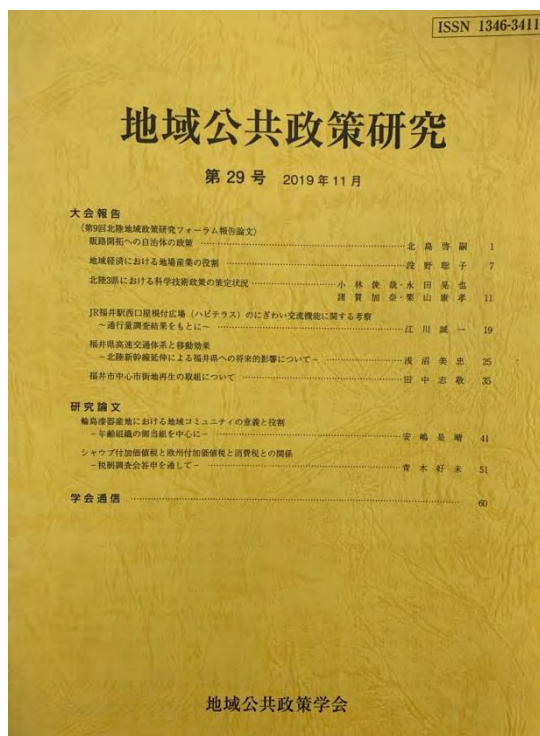 ISSN 1346-3411
地域公共政策研究
第 29 号 2019年11月
大会報告
〈第9回北陸地域政策研究フォーラム報告論文〉
販路開拓への自治体の政策 北島啓嗣 1
地域経済における地場産業の役割 野聡子 7
北陸3県における科学技術政策の策定状況 小林俊哉・永田晃也
諸賀加奈・栗山康孝 11
JR福井駅西口屋根付広場（ハピテラス）のにぎわい交流機能に関する考察
～通行量調査結果をもとに～ 江川誠一 19
福井県高速交通体系と移動効果
－北陸新幹線延伸による福井県への将来的影響について－ 浅沼美忠 25
福井市中心市街地再生の取組について 田中志敬 35
研究論文
輪島漆器産地における地域コミュニティの意義と役割
－年齢組織の御当組を中心に－ 安嶋是晴 41
シャウプ付加価値税と欧州付加価値税と消費税との関係
－税制調査会答申を通して－ 青木好未 51
学会通信 60
地域公共政策学会